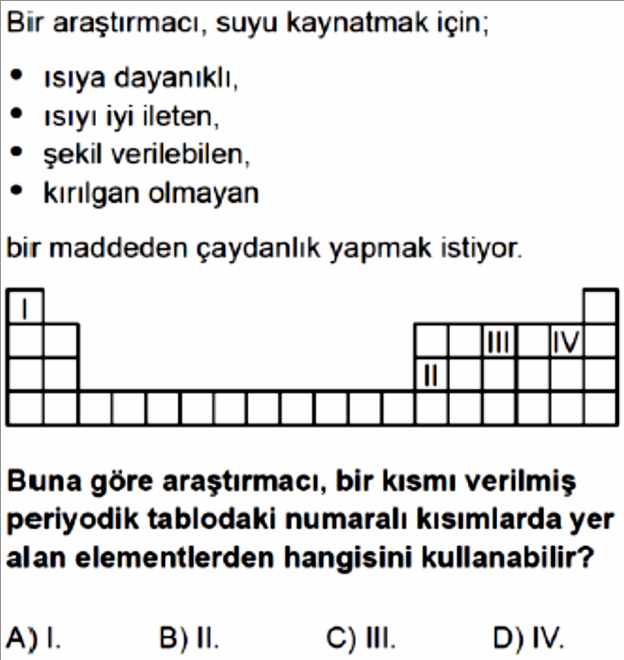 Bir araştırmacı, suyu kaynatmak için;
• ısıya dayanıklı,
• ısıyı iyi ileten,
• şekil verilebilen,
• kırılgan olmayan
bir maddeden çaydanlık yapmak istiyor.
I
III IV
II
Buna göre araştırmacı, bir kısmı verilmiş
periyodik tablodaki numaralı kısımlarda yer
alan elementlerden hangisini kullanabilir?
A) I. B) II. C) III. D) IV.